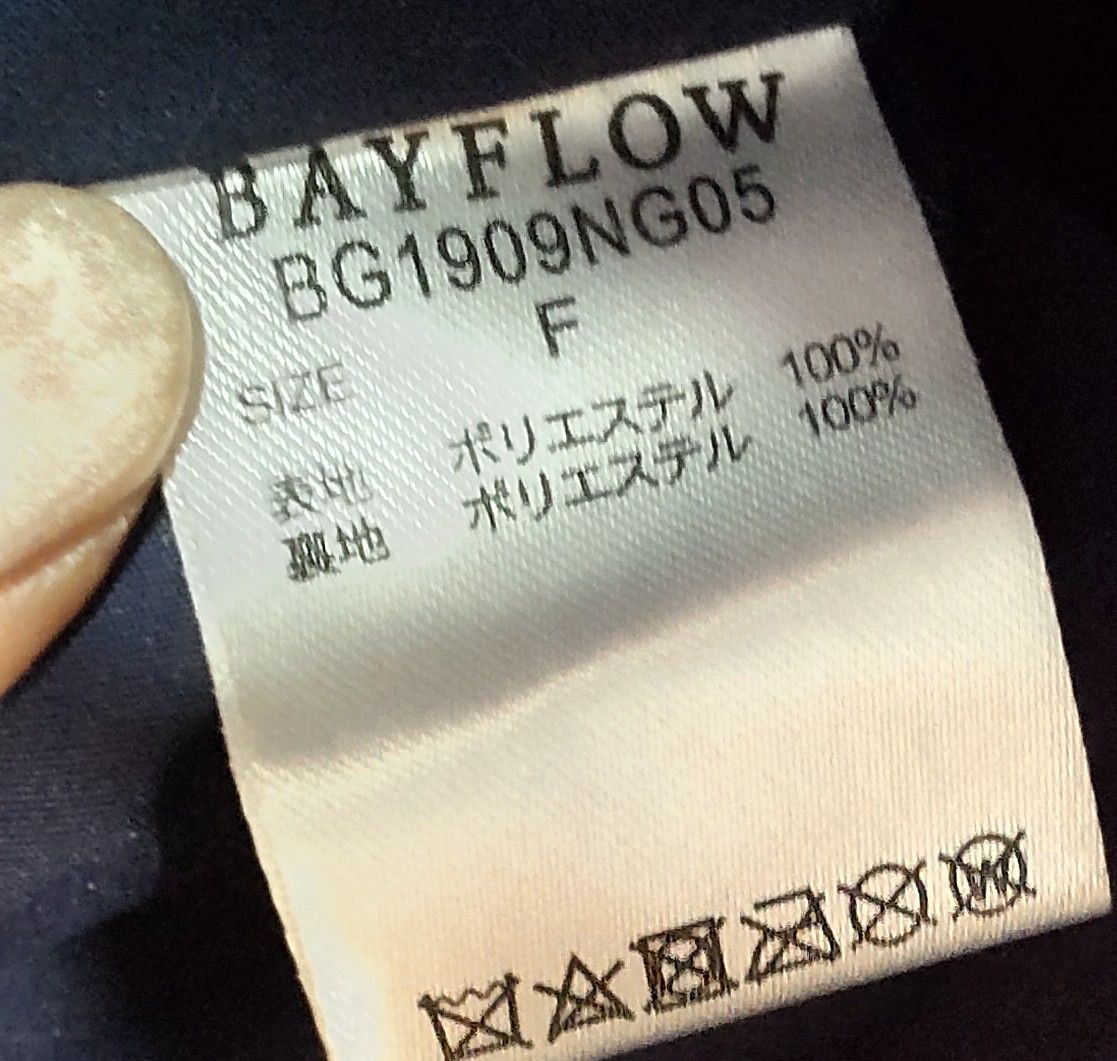 BAYFLOW
BG1909NG05
SIZE F
表地 ポリエステル 100%
裏地 ポリエステル 100%